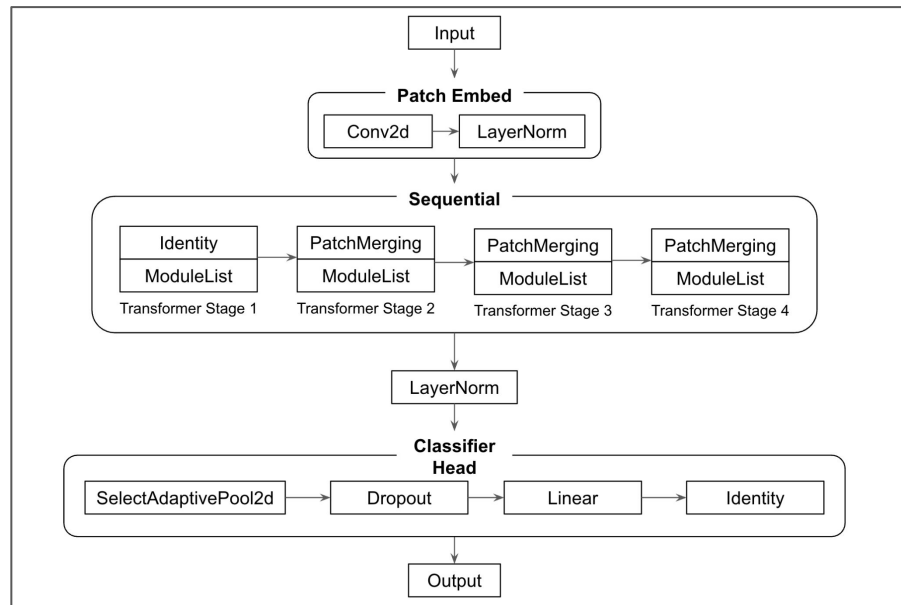 Input
Patch Embed
Conv2d
LayerNorm
Sequential
Identity
ModuleList
Transformer Stage 1
PatchMerging
ModuleList
Transformer Stage 2
PatchMerging
ModuleList
Transformer Stage 3
PatchMerging
ModuleList
Transformer Stage 4
LayerNorm
Classifier
Head
SelectAdaptivePool2d
Dropout
Linear
Identity
Output